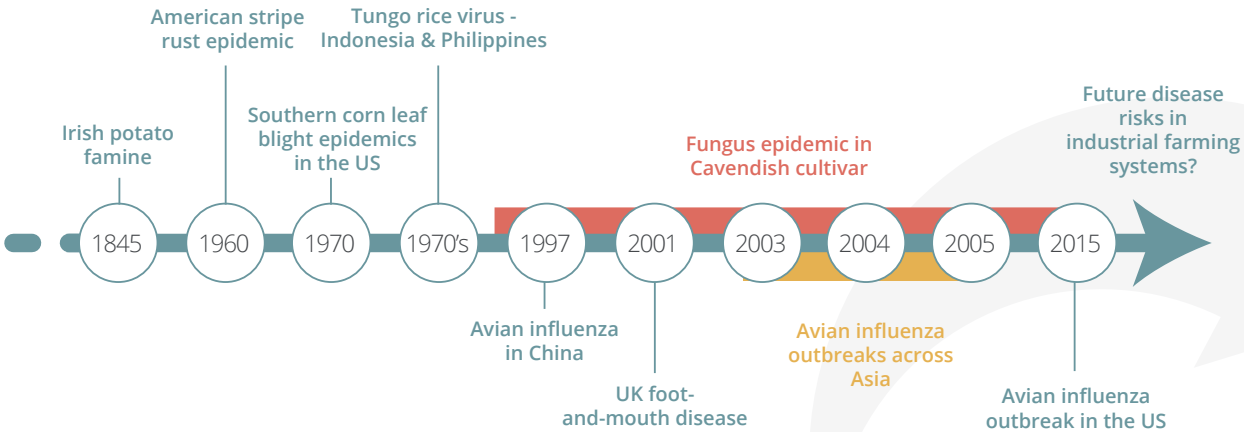 American stripe
rust epidemic
Tungo rice virus -
Indonesia & Philippines
Irish potato
famine
Southern corn leaf
blight epidemics
in the US
Fungus epidemic in
Cavendish cultivar
Future disease
risks in
industrial farming
systems?
1845
1960
1970
1970's
1997
2001
2003
2004
2005
2015
Avian influenza
in China
UK foot-
and-mouth disease
Avian influenza
outbreaks across
Asia
Avian influenza
outbreak in the US